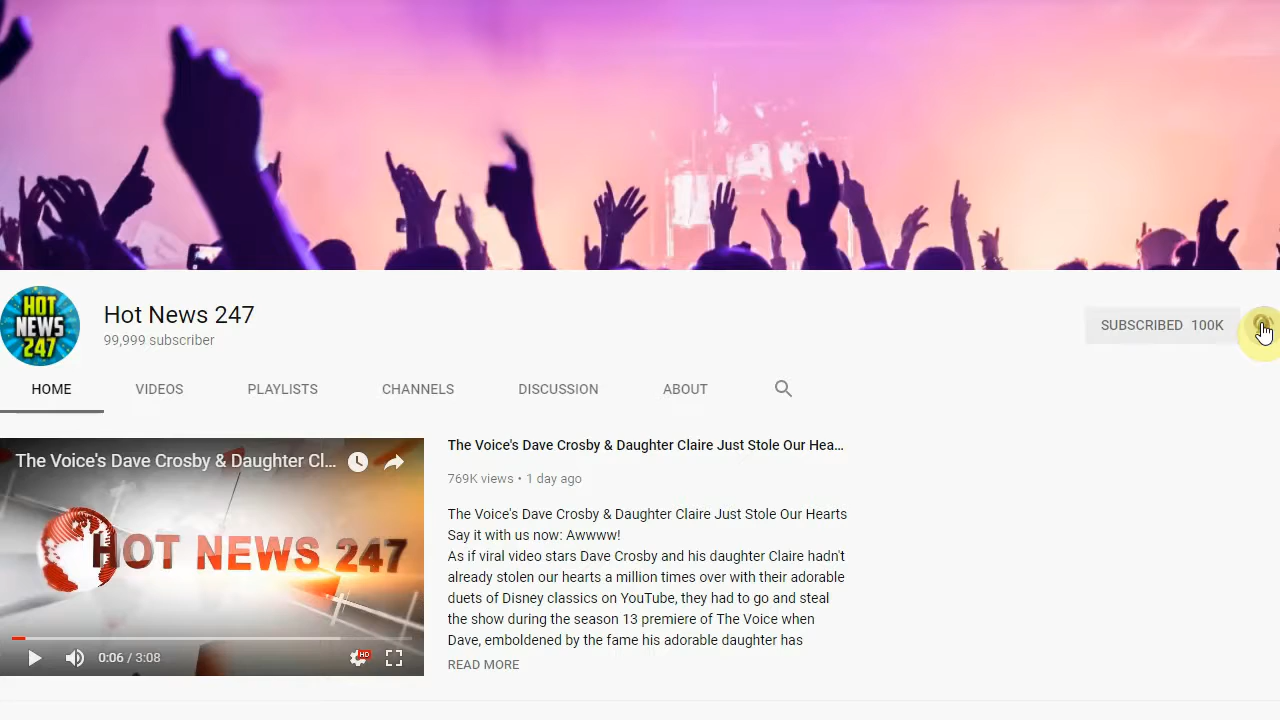 HOT
NEWS
247
Hot News 247
99,999 subscriber
SUBSCRIBED 100K
HOME VIDEOS PLAYLISTS CHANNELS DISCUSSION ABOUT
The Voice's Dave Crosby & Daughter Cl...
HOT NEWS 247
HD
0:06 / 3:08
The Voice's Dave Crosby & Daughter Claire Just Stole Our Hea...
769K views • 1 day ago
The Voice's Dave Crosby & Daughter Claire Just Stole Our Hearts
Say it with us now: Awwww!
As if viral video stars Dave Crosby and his daughter Claire hadn't
already stolen our hearts a million times over with their adorable
duets of Disney classics on YouTube, they had to go and steal
the show during the season 13 premiere of The Voice when
Dave, emboldened by the fame his adorable daughter has
READ MORE